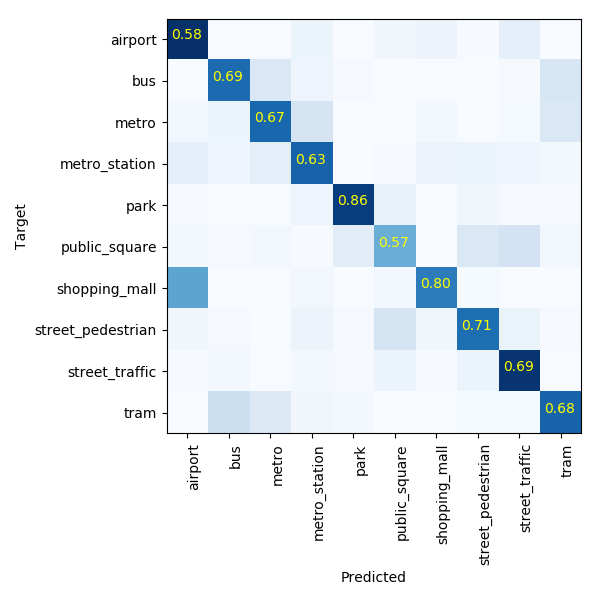 airport
0.58
bus
0.69
metro
0.67
metro_station
0.63
park
0.86
public_square
0.57
shopping_mall
0.80
street_pedestrian
0.71
street_traffic
0.69
tram
0.68
Target
airport
bus
metro
metro_station
park
public_square
shopping_mall
street_pedestrian
street_traffic
tram
Predicted